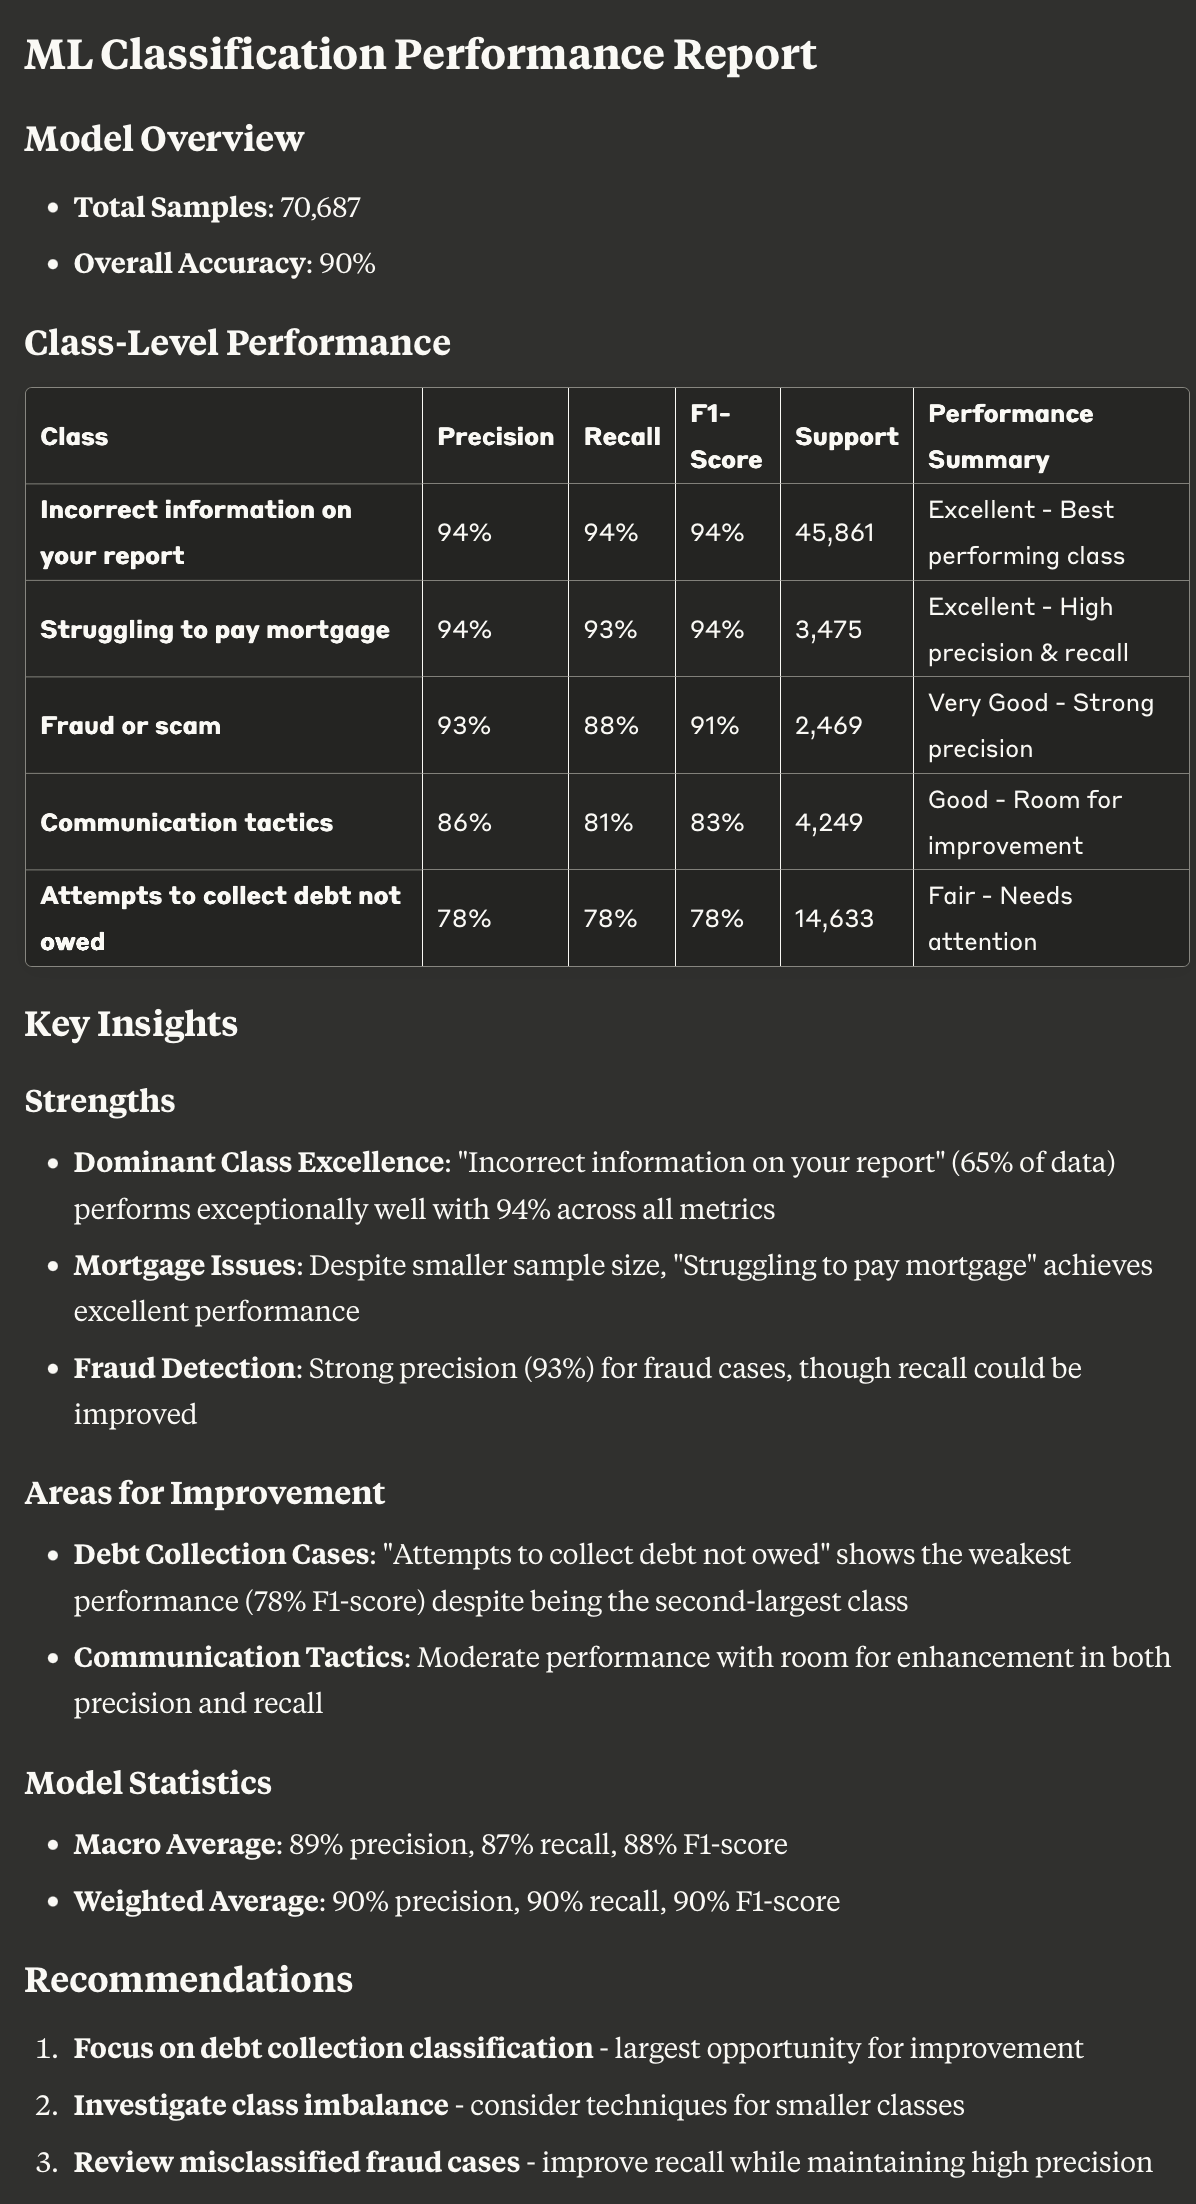 ML Classification Performance Report
Model Overview
• Total Samples: 70,687
• Overall Accuracy: 90%
Class-Level Performance
Class Precision Recall F1-Score Support Performance Summary
Incorrect information on your report 94% 94% 94% 45,861 Excellent - Best performing class
Struggling to pay mortgage 94% 93% 94% 3,475 Excellent - High precision & recall
Fraud or scam 93% 88% 91% 2,469 Very Good - Strong precision
Communication tactics 86% 81% 83% 4,249 Good - Room for improvement
Attempts to collect debt not owed 78% 78% 78% 14,633 Fair - Needs attention
Key Insights
Strengths
• Dominant Class Excellence: "Incorrect information on your report" (65% of data)
performs exceptionally well with 94% across all metrics
• Mortgage Issues: Despite smaller sample size, "Struggling to pay mortgage" achieves
excellent performance
• Fraud Detection: Strong precision (93%) for fraud cases, though recall could be
improved
Areas for Improvement
• Debt Collection Cases: "Attempts to collect debt not owed" shows the weakest
performance (78% F1-score) despite being the second-largest class
• Communication Tactics: Moderate performance with room for enhancement in both
precision and recall
Model Statistics
• Macro Average: 89% precision, 87% recall, 88% F1-score
• Weighted Average: 90% precision, 90% recall, 90% F1-score
Recommendations
1. Focus on debt collection classification - largest opportunity for improvement
2. Investigate class imbalance - consider techniques for smaller classes
3. Review misclassified fraud cases - improve recall while maintaining high precision